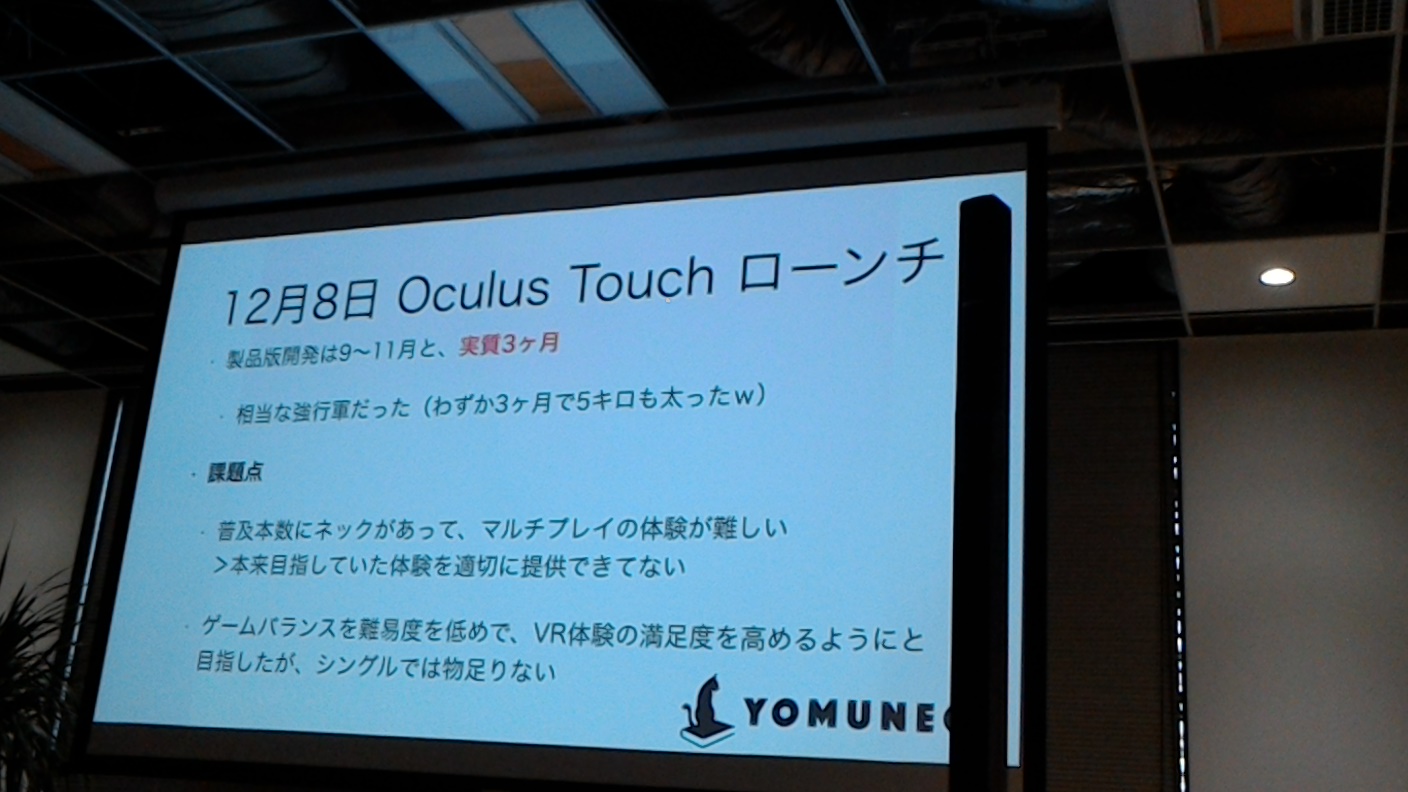 12月8日 Oculus Touch ローンチ
・製品版開発は9〜11月と、実質3ヶ月
・相当な強行軍だった（わずか3ヶ月で5キロも太ったｗ）
・課題点
・普及本数にネックがあって、マルチプレイの体験が難しい
＞本来目指していた体験を適切に提供できてない
・ゲームバランスを難易度を低めで、VR体験の満足度を高めるようにと
目指したが、シングルでは物足りない